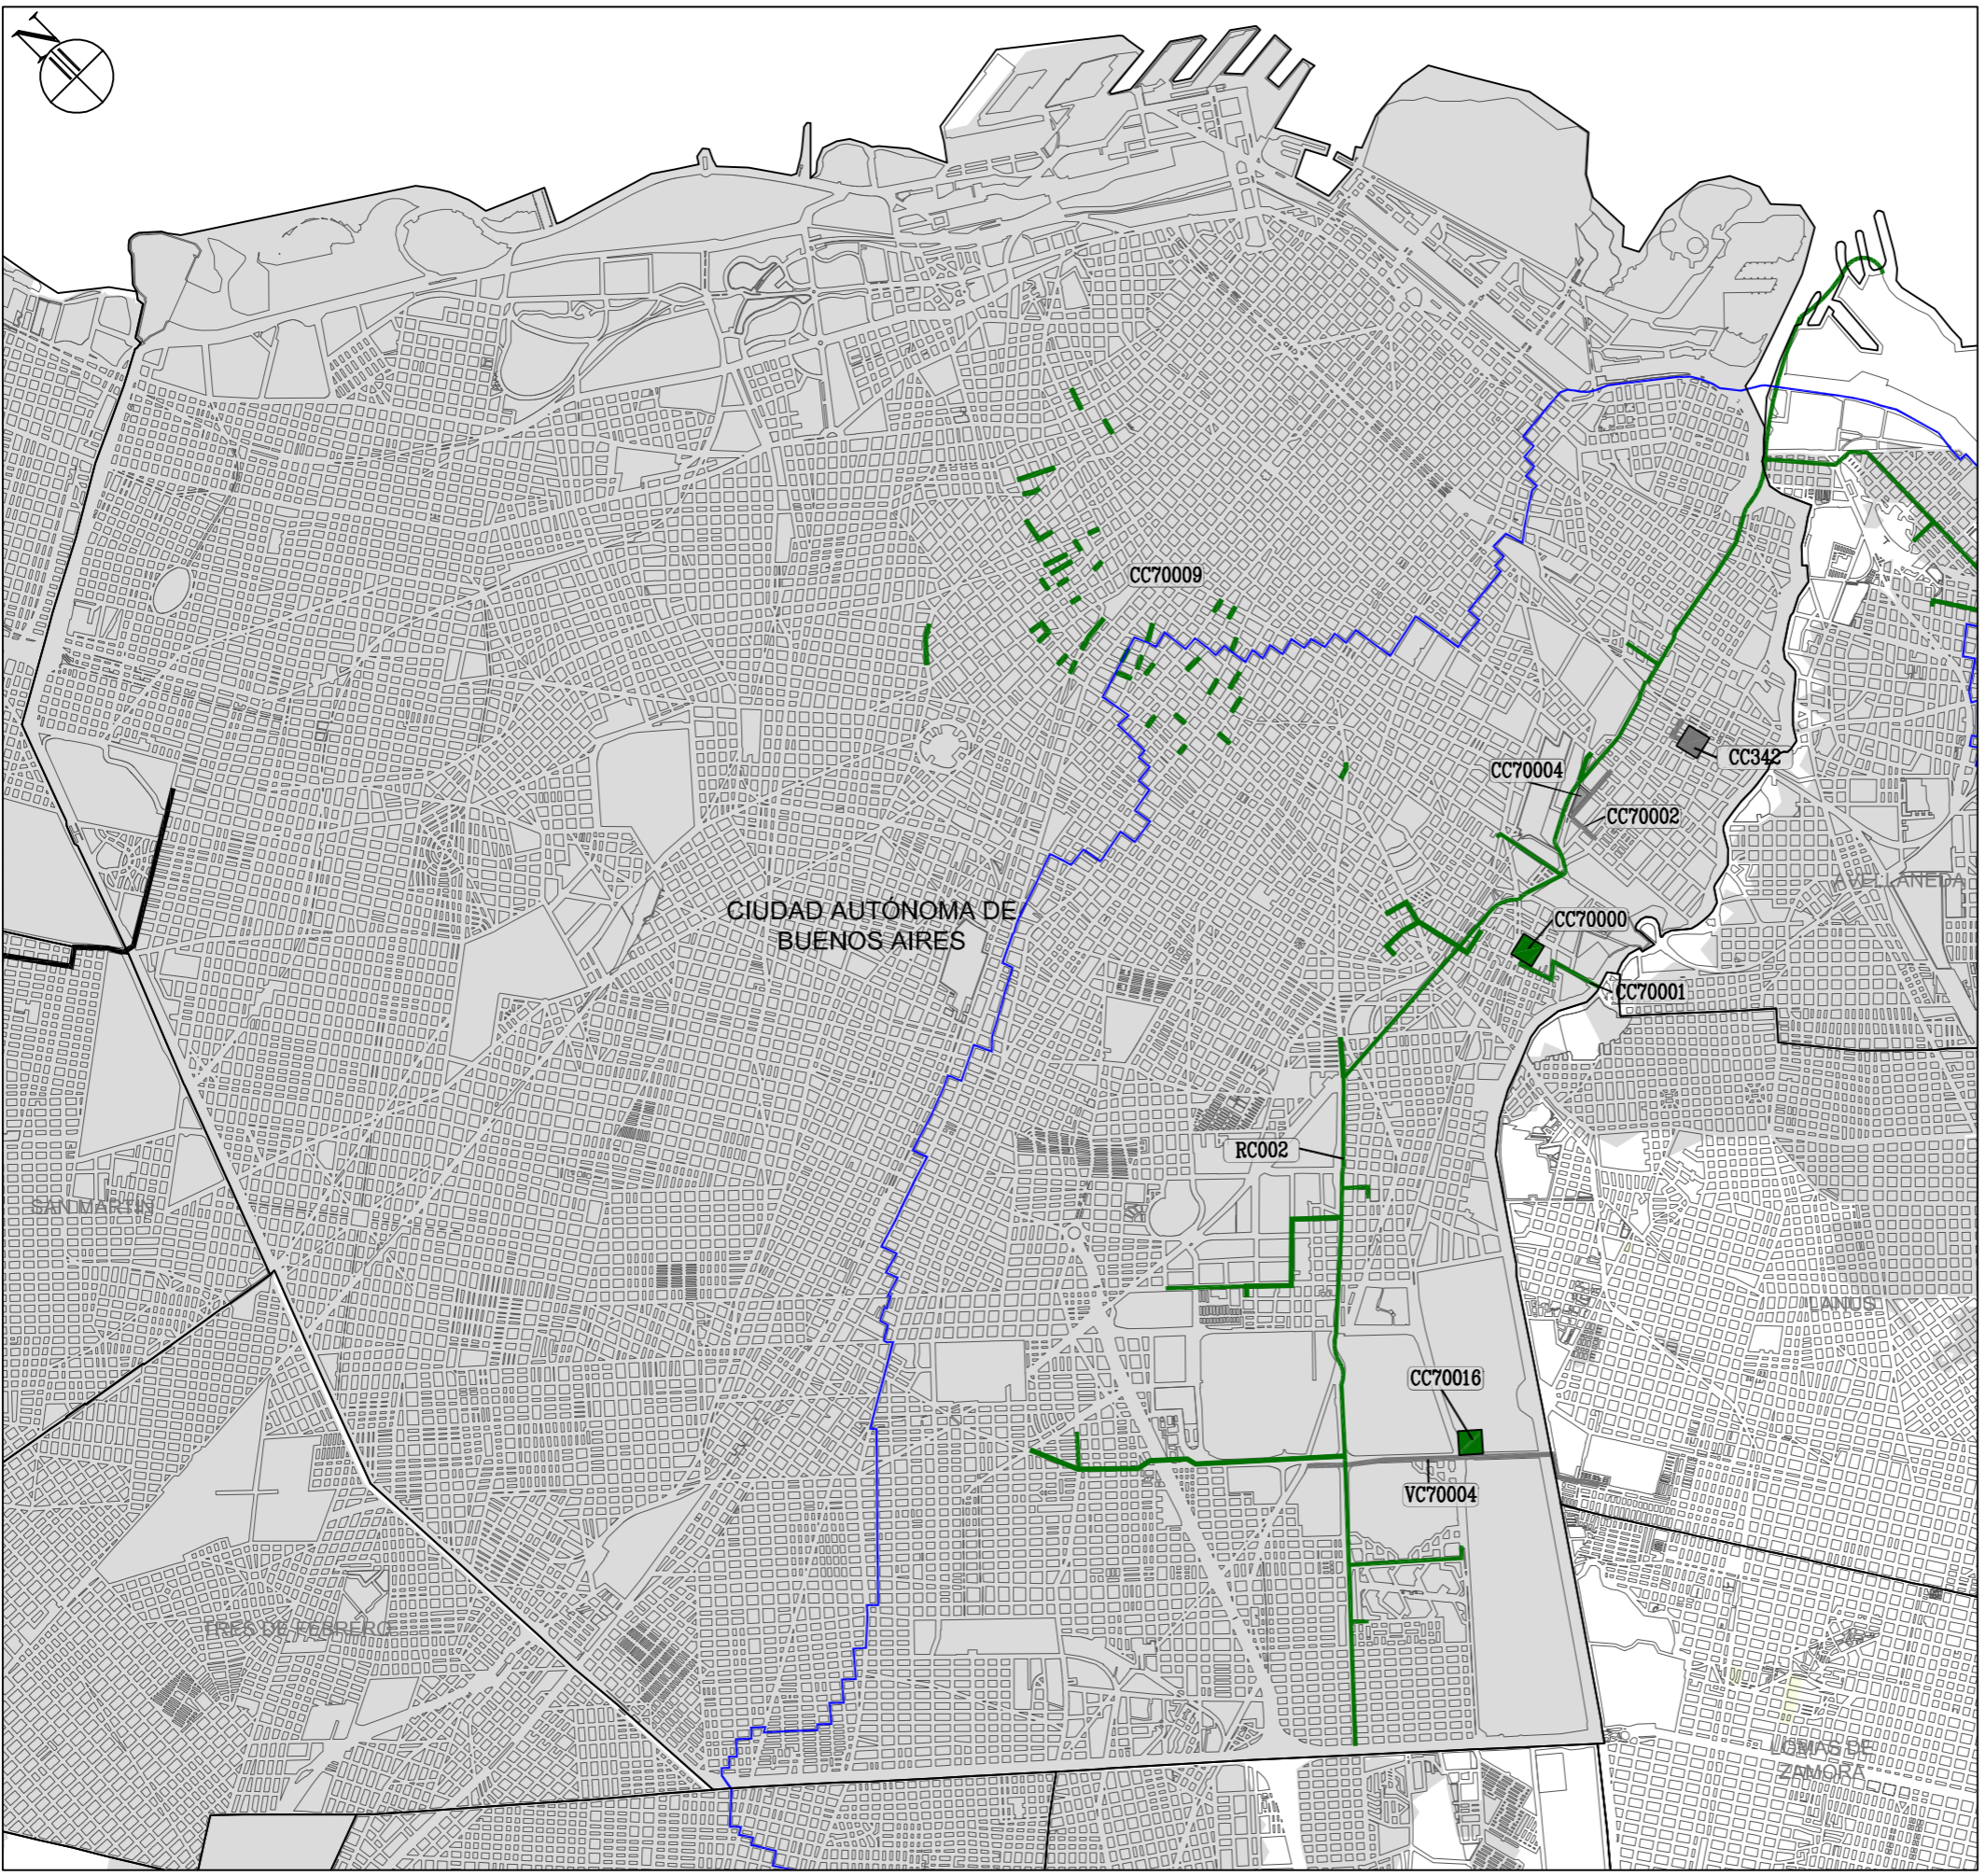 N
CC70009
CC342
CC70004
CC70002
AVELLANEDA
CIUDAD AUTÓNOMA DE
BUENOS AIRES
CC70000
CC70001
RC002
SAN MARTIN
LANUS
CC70016
VC70004
TRES DE FEBRERO
LOMAS DE
ZAMORA